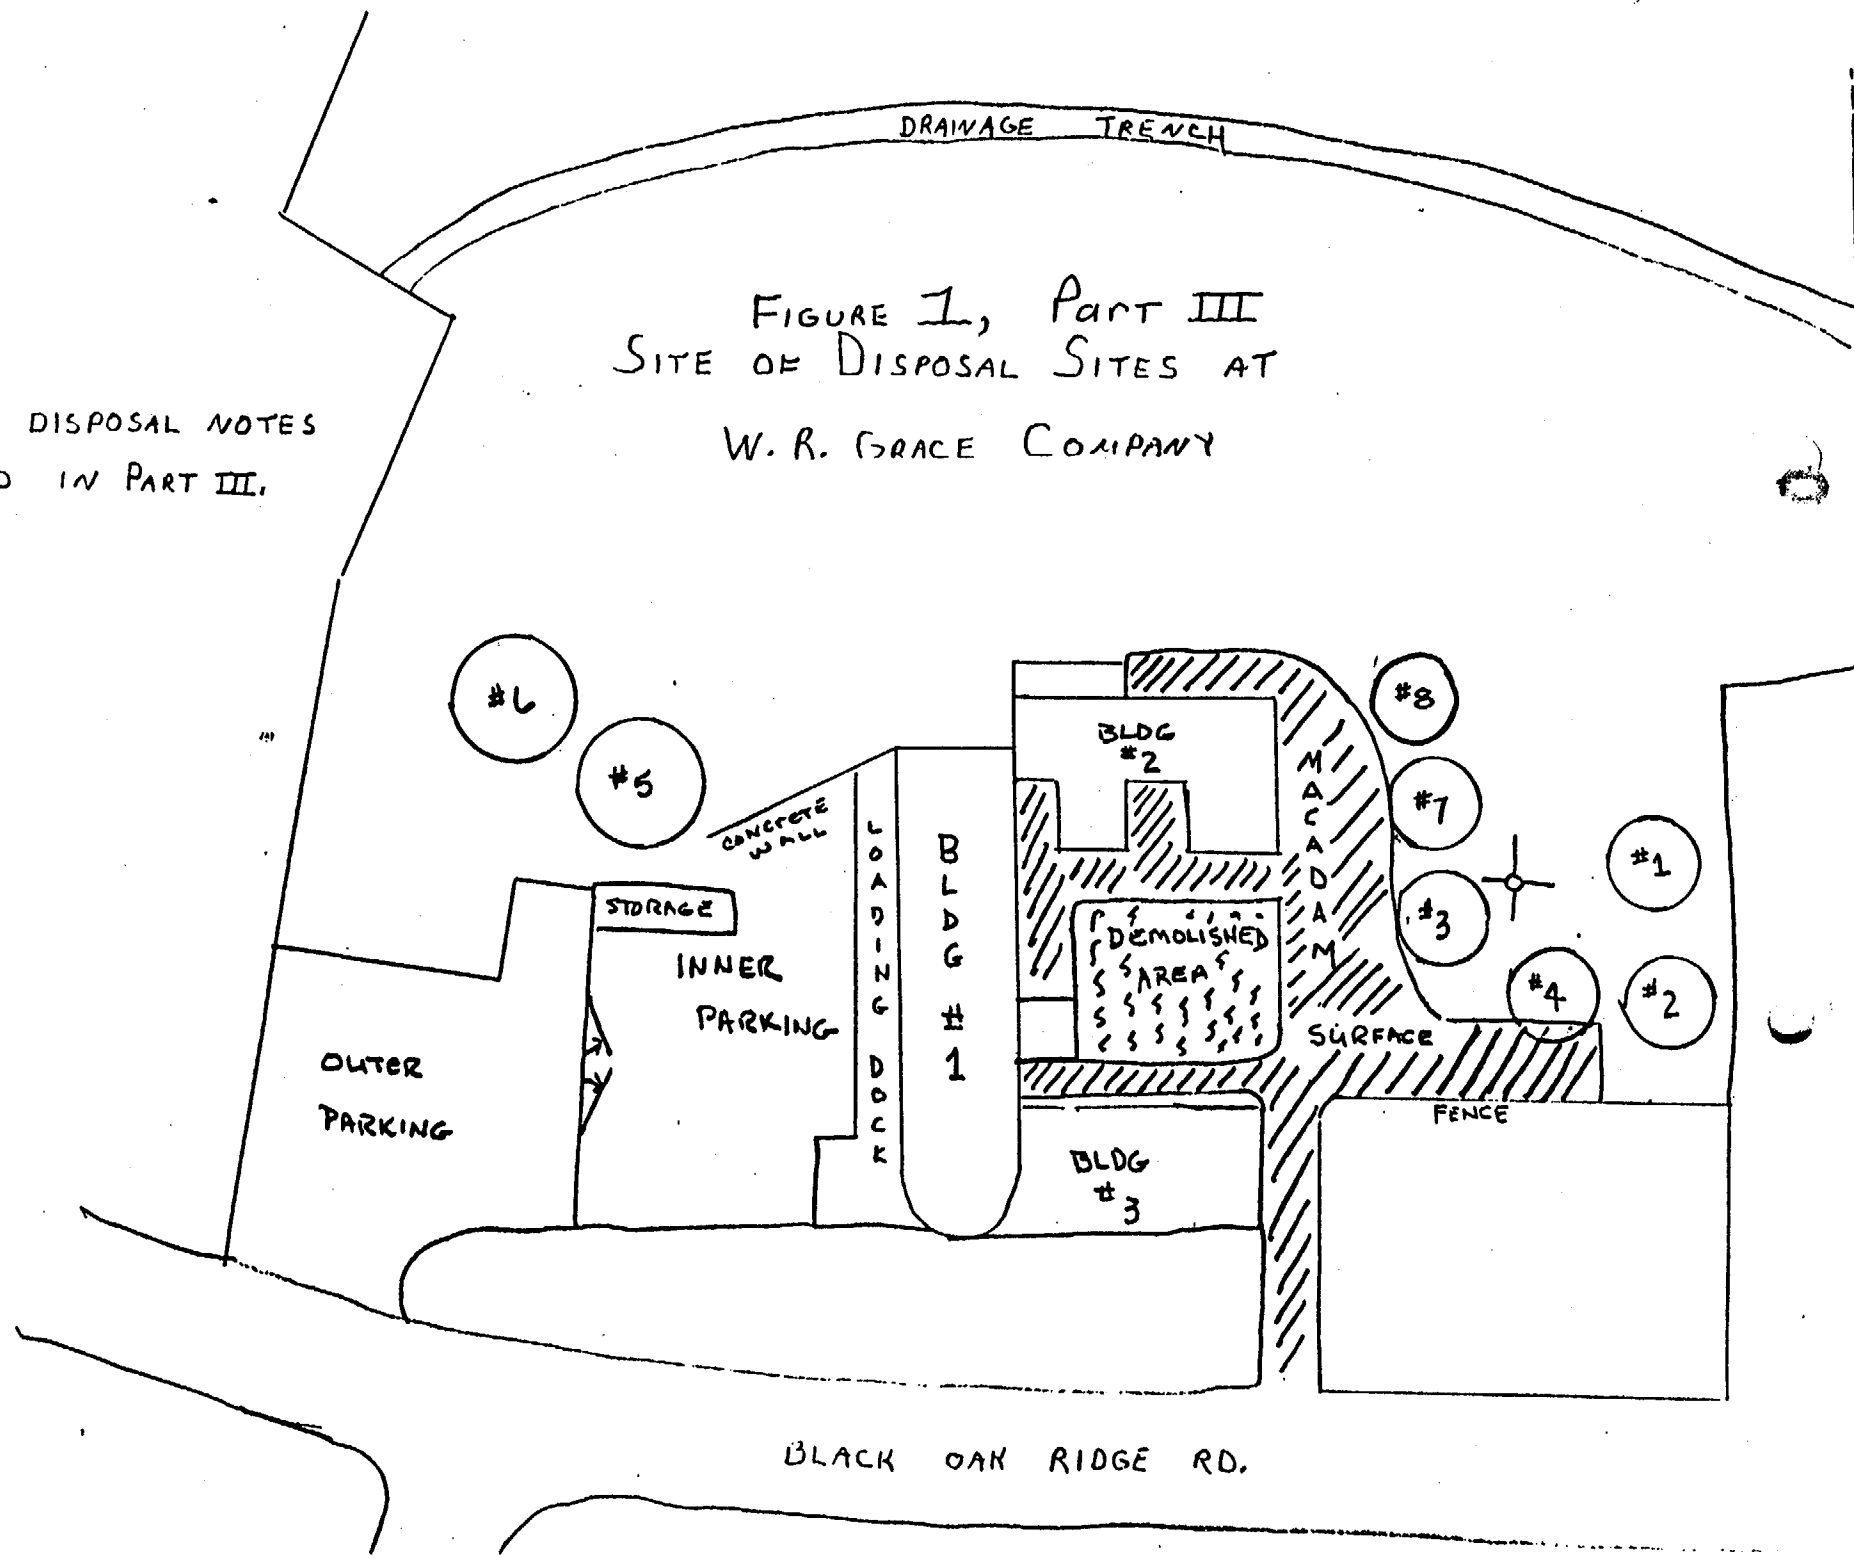 DRAINAGE TRENCH
FIGURE 1, PART III
SITE OF DISPOSAL SITES AT
W. R. GRACE COMPANY
DISPOSAL NOTES
IN PART III.
#6
#5
#8
#7
#1
#3
#4
#2
BLDG
#2
MACADAM
SURFACE
CONCRETE
WALL
LOADING DOCK
BLDG #1
STORAGE
DEMOLISHED
AREA
INNER
PARKING
OUTER
PARKING
FENCE
BLDG
#3
BLACK OAK RIDGE RD.